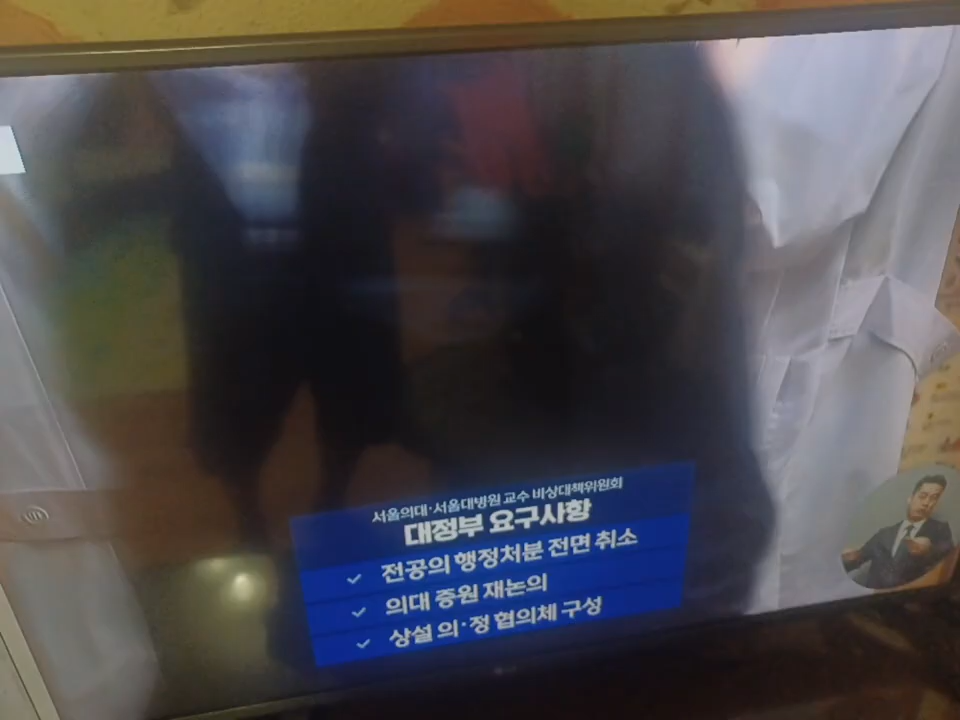 서울의대·서울대병원 교수 비상대책위원회
대정부 요구사항
✓ 전공의 행정처분 전면 취소
✓ 의대 증원 재논의
✓ 상설 의·정 협의체 구성